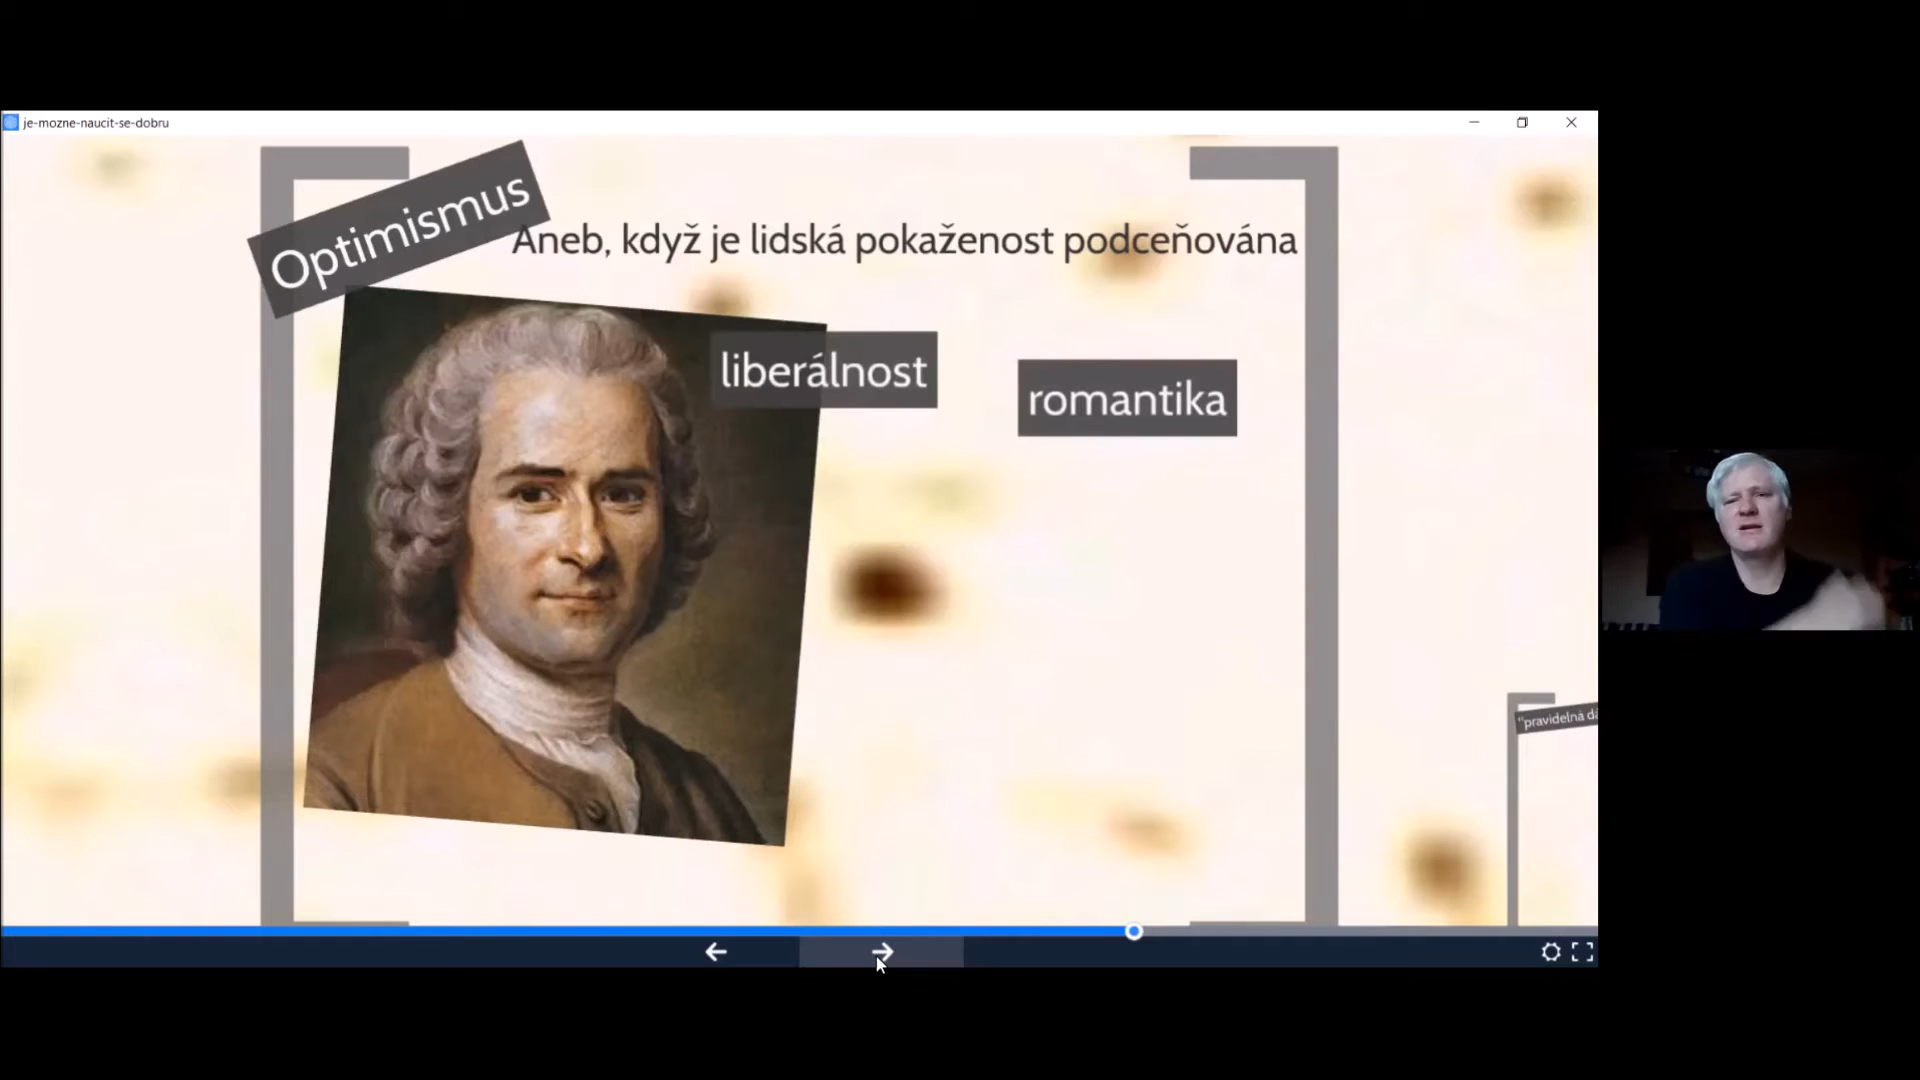 je-mozne-naucit-se-dobru
Optimismus
Aneb, když je lidská pokaženost podceňována
liberálnost
romantika
"pravidelná